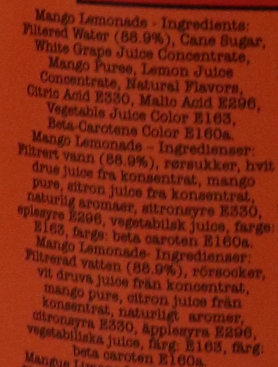 Mango Lemonade - Ingredients:
Filtered Water (88.9%), Cane Sugar,
White Grape Juice Concentrate,
Mango Puree, Lemon Juice
Concentrate, Natural Flavors,
Citric Acid E330, Malic Acid E296,
Vegetable Juice Color E163,
Beta-Carotene Color E160a.
Mango Lemonade - Ingredienser:
Filtrert vann (88.9%), rørsukker, hvit
drue juice fra konsentrat, mango
pure, sitron juice fra konsentrat,
naturlig aromaer, sitronsyre E330,
eplesyre E296, vegetabilsk juice, farge:
E163, farge: beta caroten E160a.
Mango Lemonade- Ingredienser:
Filtrerad vatten (88.9%), rörsocker,
vit druva juice från koncentrat,
mango pure, citron juice från
konsentrat, naturligt aromer,
citronsyra E330, äpplesyra E296,
vegetabiliska juice, färg: E163, färg:
beta caroten E160a.